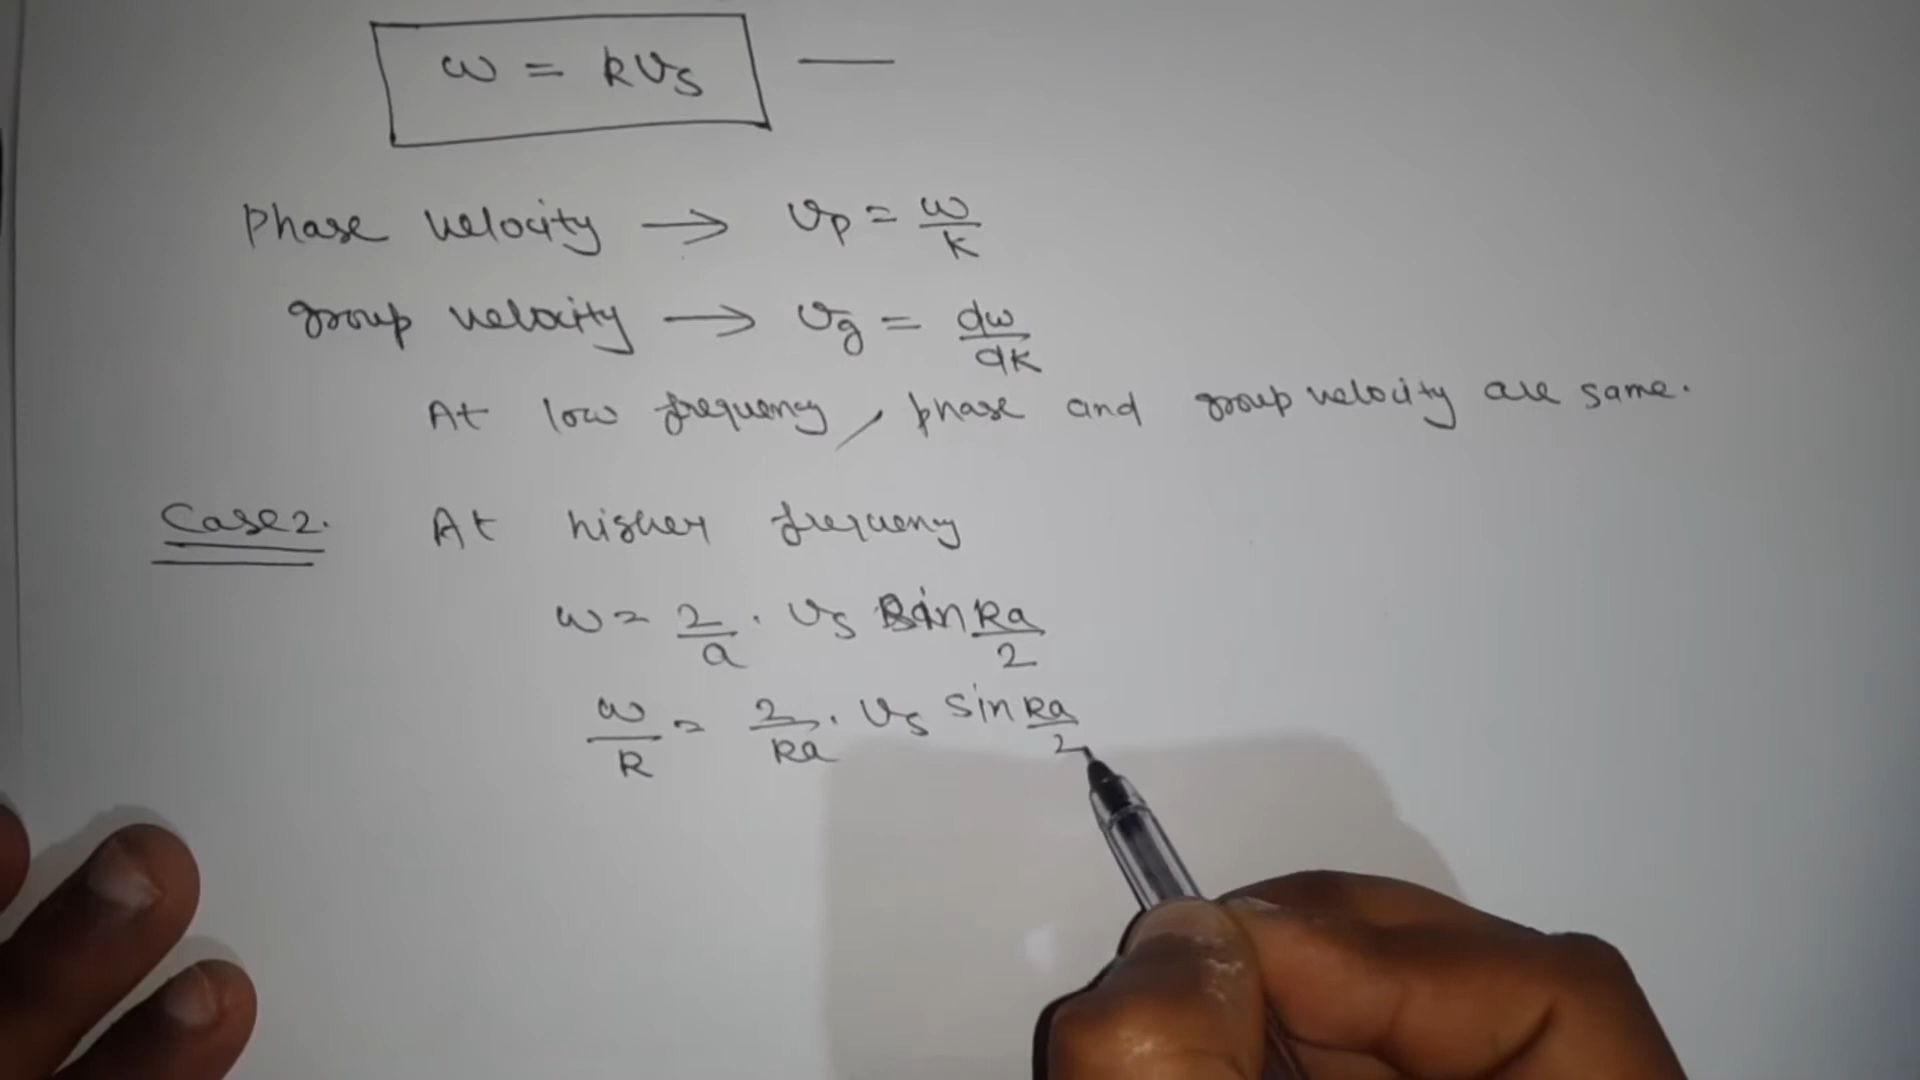 ω = kvs
Phase velocity → vp = ω/k
group velocity → vg = dω/dk
At low frequency, phase and group velocity are same.
Case 2. At higher frequency
ω = 2/a . vs sin ka/2
ω/k = 2/ka . vs sin ka/2